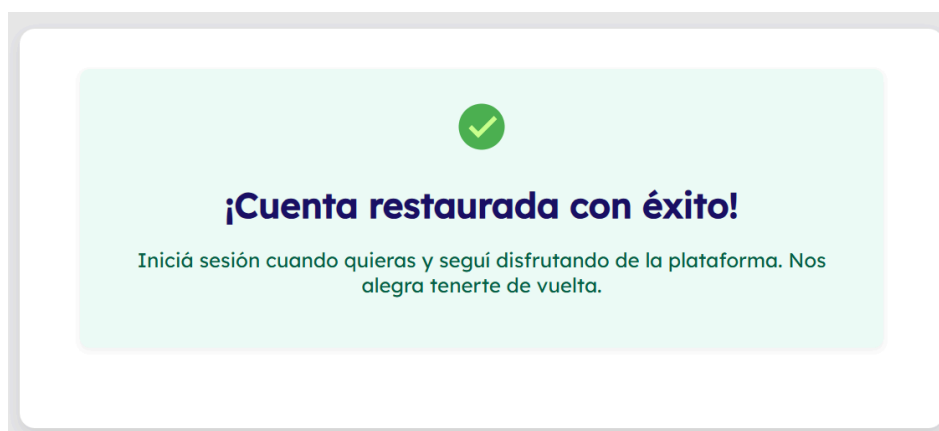 ¡Cuenta restaurada con éxito!
Iniciá sesión cuando quieras y seguí disfrutando de la plataforma. Nos
alegra tenerte de vuelta.